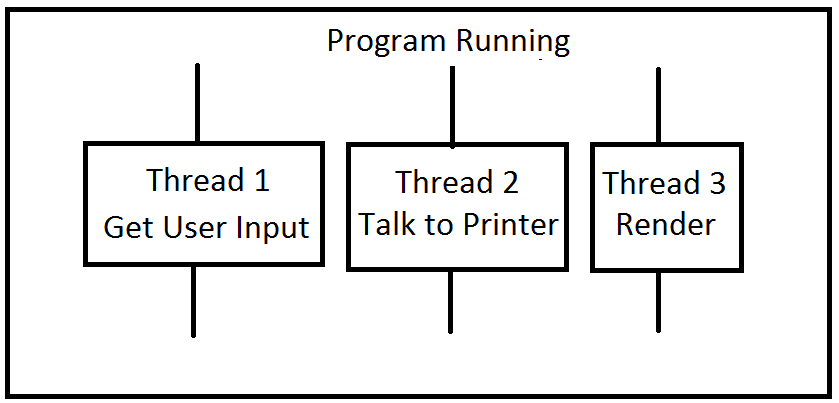 Program Running
Thread 1
Get User Input
Thread 2
Talk to Printer
Thread 3
Render